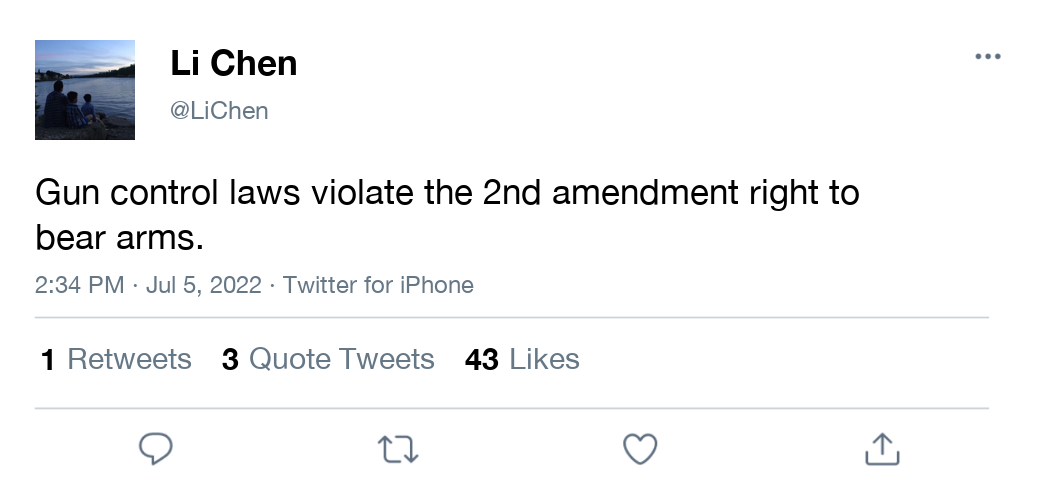 Li Chen
@LiChen
Gun control laws violate the 2nd amendment right to
bear arms.
2:34 PM · Jul 5, 2022 · Twitter for iPhone
1 Retweets 3 Quote Tweets 43 Likes